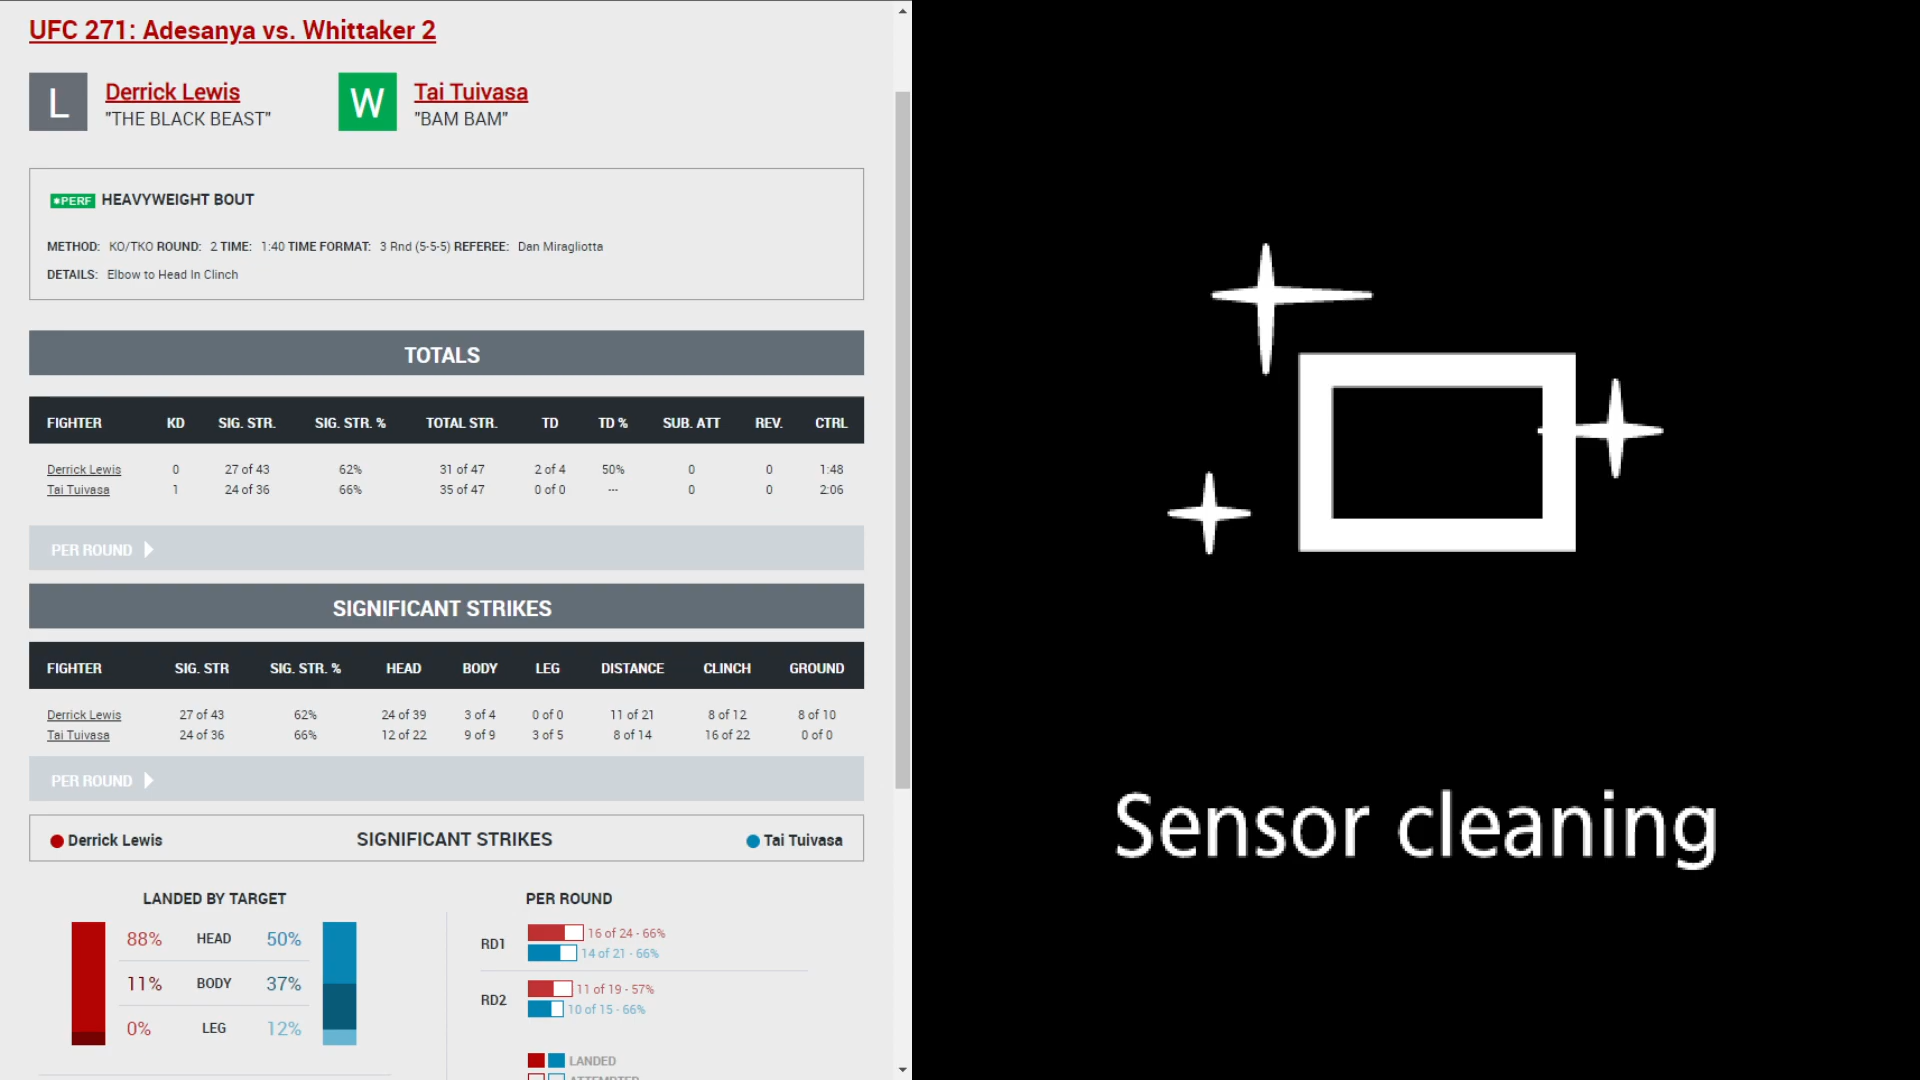 UFC 271: Adesanya vs. Whittaker 2
L Derrick Lewis W Tai Tuivasa
"THE BLACK BEAST" "BAM BAM"
*PERF HEAVYWEIGHT BOUT
METHOD: KO/TKO ROUND: 2 TIME: 1:40 TIME FORMAT: 3 Rnd (5-5-5) REFEREE: Dan Miragliotta
DETAILS: Elbow to Head In Clinch
TOTALS
FIGHTER KD SIG. STR. SIG. STR. % TOTAL STR. TD TD % SUB. ATT REV. CTRL
Derrick Lewis 0 27 of 43 62% 31 of 47 2 of 4 50% 0 0 1:48
Tai Tuivasa 1 24 of 36 66% 35 of 47 0 of 0 --- 0 0 2:06
PER ROUND
SIGNIFICANT STRIKES
FIGHTER SIG. STR SIG. STR. % HEAD BODY LEG DISTANCE CLINCH GROUND
Derrick Lewis 27 of 43 62% 24 of 39 3 of 4 0 of 0 11 of 21 8 of 12 8 of 10
Tai Tuivasa 24 of 36 66% 12 of 22 9 of 9 3 of 5 8 of 14 16 of 22 0 of 0
PER ROUND
Derrick Lewis SIGNIFICANT STRIKES Tai Tuivasa
LANDED BY TARGET
88% HEAD 50%
11% BODY 37%
0% LEG 12%
PER ROUND
RD1
16 of 24 - 66%
14 of 21 - 66%
RD2
11 of 19 - 57%
10 of 15 - 66%
LANDED
ATTEMPTED
Sensor cleaning